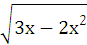 √(3x − 2x²)